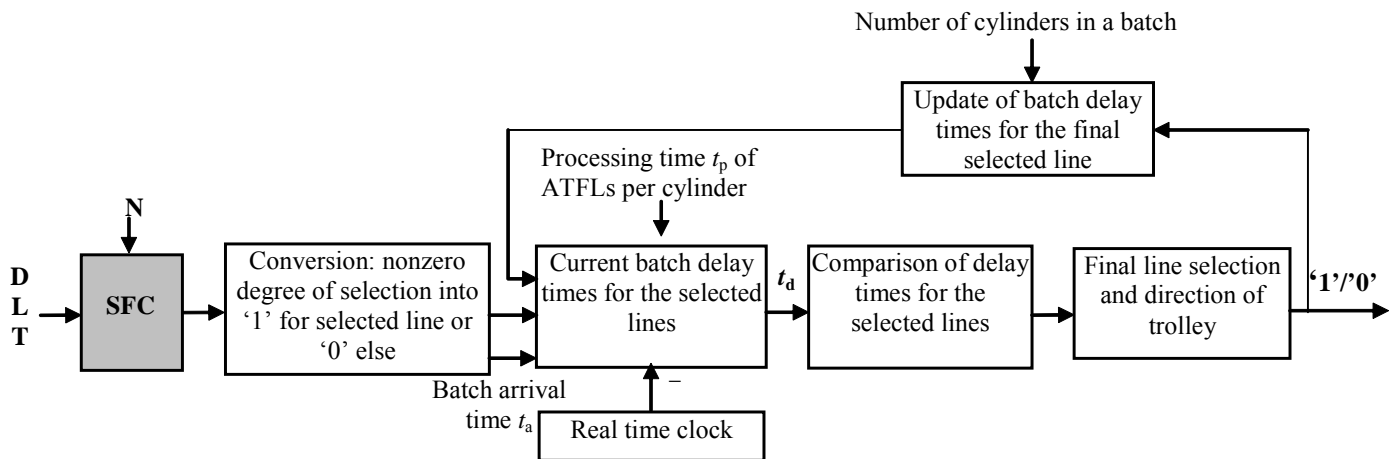 Number of cylinders in a batch
Update of batch delay
times for the final
selected line
Processing time tp of
ATFLs per cylinder
N
D
L
T
SFC
Conversion: nonzero
degree of selection into
‘1’ for selected line or
‘0’ else
Current batch delay
times for the selected
lines
td
Comparison of delay
times for the
selected lines
Final line selection
and direction of
trolley
‘1’/’0’
Batch arrival
time ta
–
Real time clock